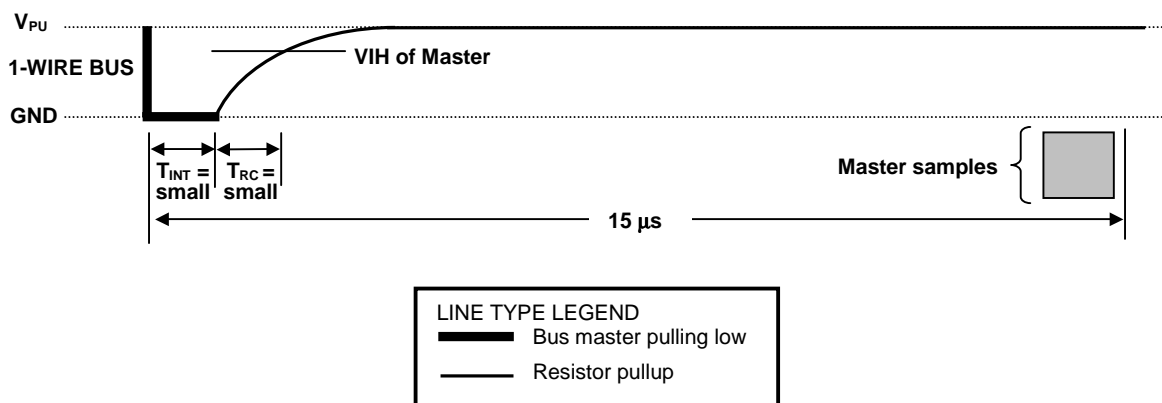 VPU
1-WIRE BUS
VIH of Master
GND
TINT = small
TRC = small
Master samples
15 μs
LINE TYPE LEGEND
Bus master pulling low
Resistor pullup